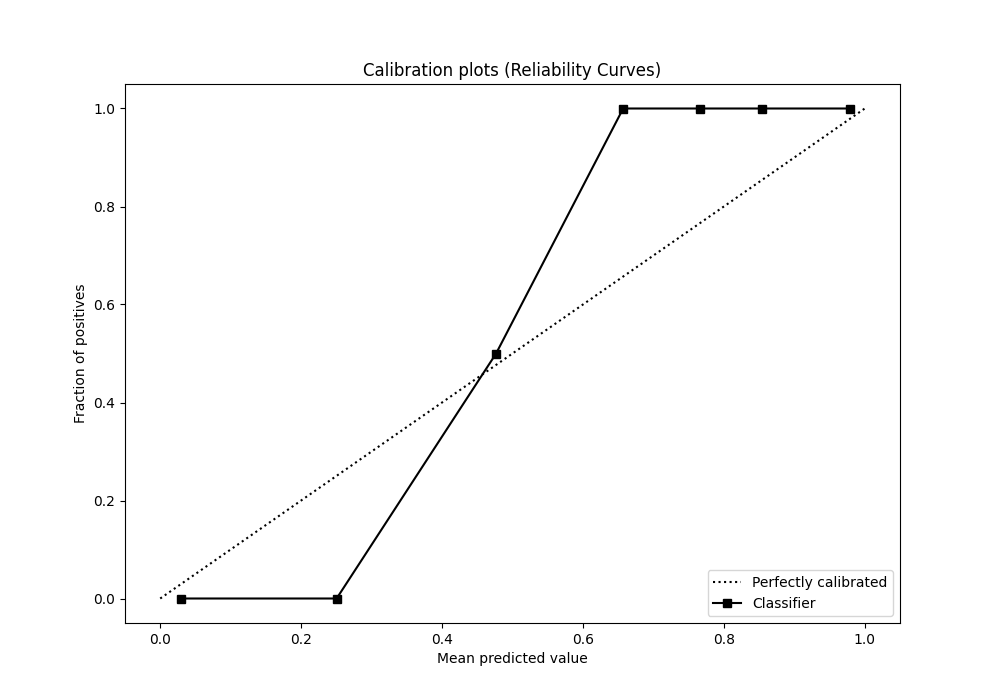 Calibration plots (Reliability Curves)
1.0
0.8
0.6
0.4
0.2
0.0
Fraction of positives
0.0 0.2 0.4 0.6 0.8 1.0
Mean predicted value
Perfectly calibrated
Classifier